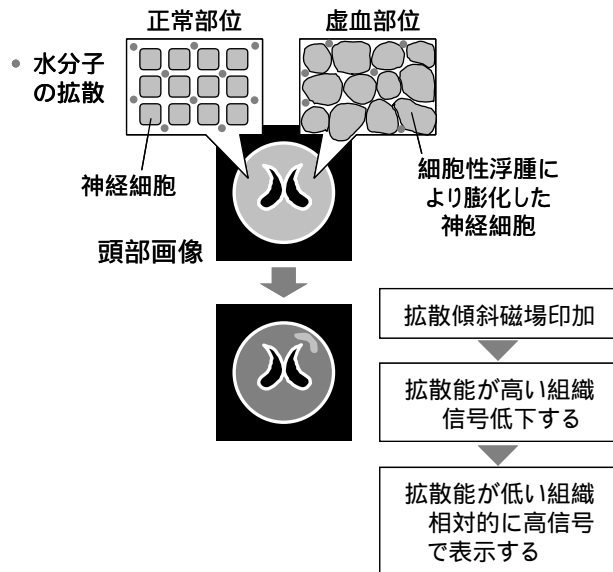 正常部位
虚血部位
水分子
の拡散
神経細胞
細胞性浮腫に
より膨化した
神経細胞
頭部画像
拡散傾斜磁場印加
拡散能が高い組織
信号低下する
拡散能が低い組織
相対的に高信号
で表示する